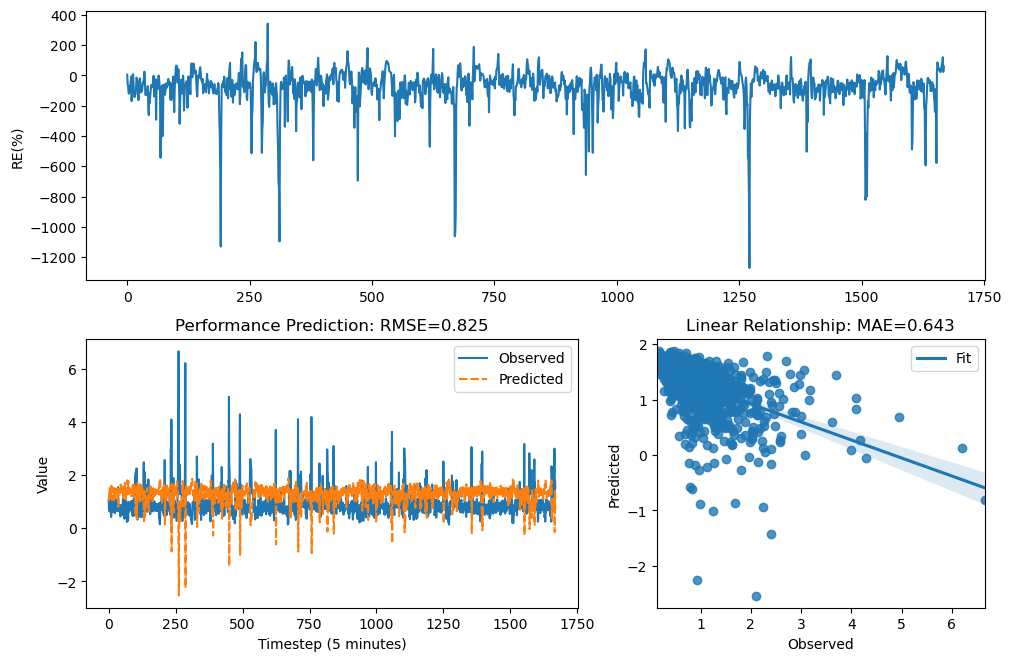 RE(%)
400
200
0
−200
−400
−600
−800
−1000
−1200
0 250 500 750 1000 1250 1500 1750
Performance Prediction: RMSE=0.825
Value
6
4
2
0
−2
Observed
Predicted
0 250 500 750 1000 1250 1500 1750
Timestep (5 minutes)
Linear Relationship: MAE=0.643
Predicted
2
1
0
−1
−2
Fit
1 2 3 4 5 6
Observed